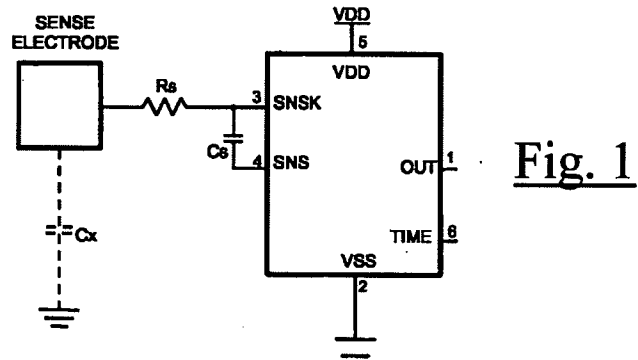 SENSE
ELECTRODE
VDD
5
VDD
Rs
3
SNSK
Cs
4
SNS
OUT
1
Fig. 1
Cx
TIME
6
VSS
2